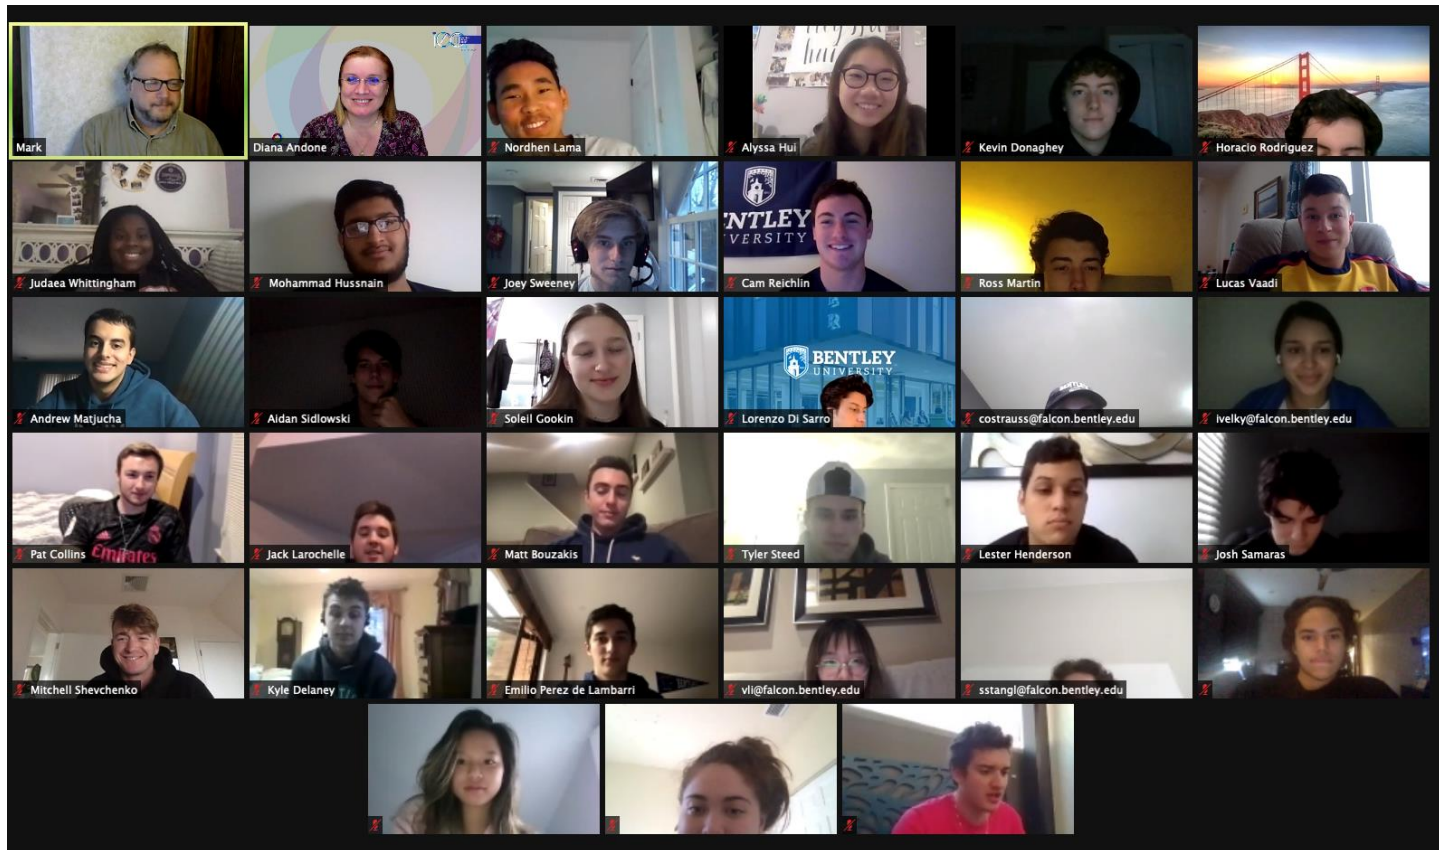 Mark
Diana Andone
Nordhen Lama
Alyssa Hui
Kevin Donaghey
Horacio Rodriguez
Judaea Whittingham
Mohammad Hussnain
Joey Sweeney
NTLEY
VERSITY
Cam Reichlin
Ross Martin
Lucas Vaadi
Andrew Matjucha
Aidan Sidlowski
Soleil Gookin
BENTLEY
UNIVERSITY
Lorenzo Di Sarro
costrauss@falcon.bentley.edu
ivelky@falcon.bentley.edu
Pat Collins
Emirates
Jack Larochelle
Matt Bouzakis
Tyler Steed
Lester Henderson
Josh Samaras
Mitchell Shevchenko
Kyle Delaney
Emilio Perez de Lambarri
vli@falcon.bentley.edu
sstangl@falcon.bentley.edu